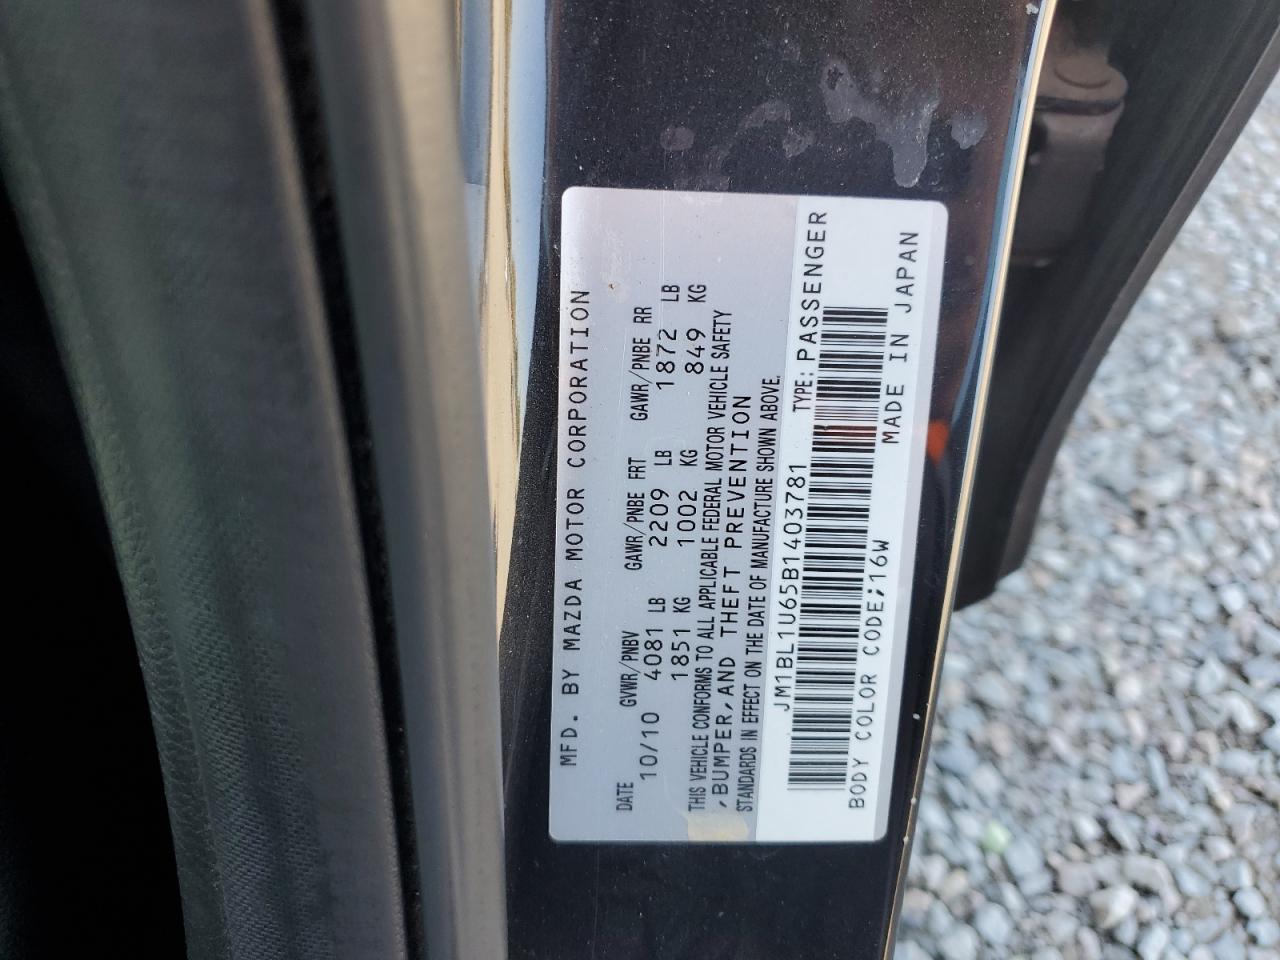 MFD. BY MAZDA MOTOR CORPORATION
DATE GVWR/PNBV GAWR/PNBE FRT GAWR/PNBE RR
10/10 4081 LB 2209 LB 1872 LB
1851 KG 1002 KG 849 KG
THIS VEHICLE CONFORMS TO ALL APPLICABLE FEDERAL MOTOR VEHICLE SAFETY
,BUMPER,AND THEFT PREVENTION
STANDARDS IN EFFECT ON THE DATE OF MANUFACTURE SHOWN ABOVE.
JM1BL1U65B1403781 TYPE: PASSENGER
BODY COLOR CODE;16W MADE IN JAPAN